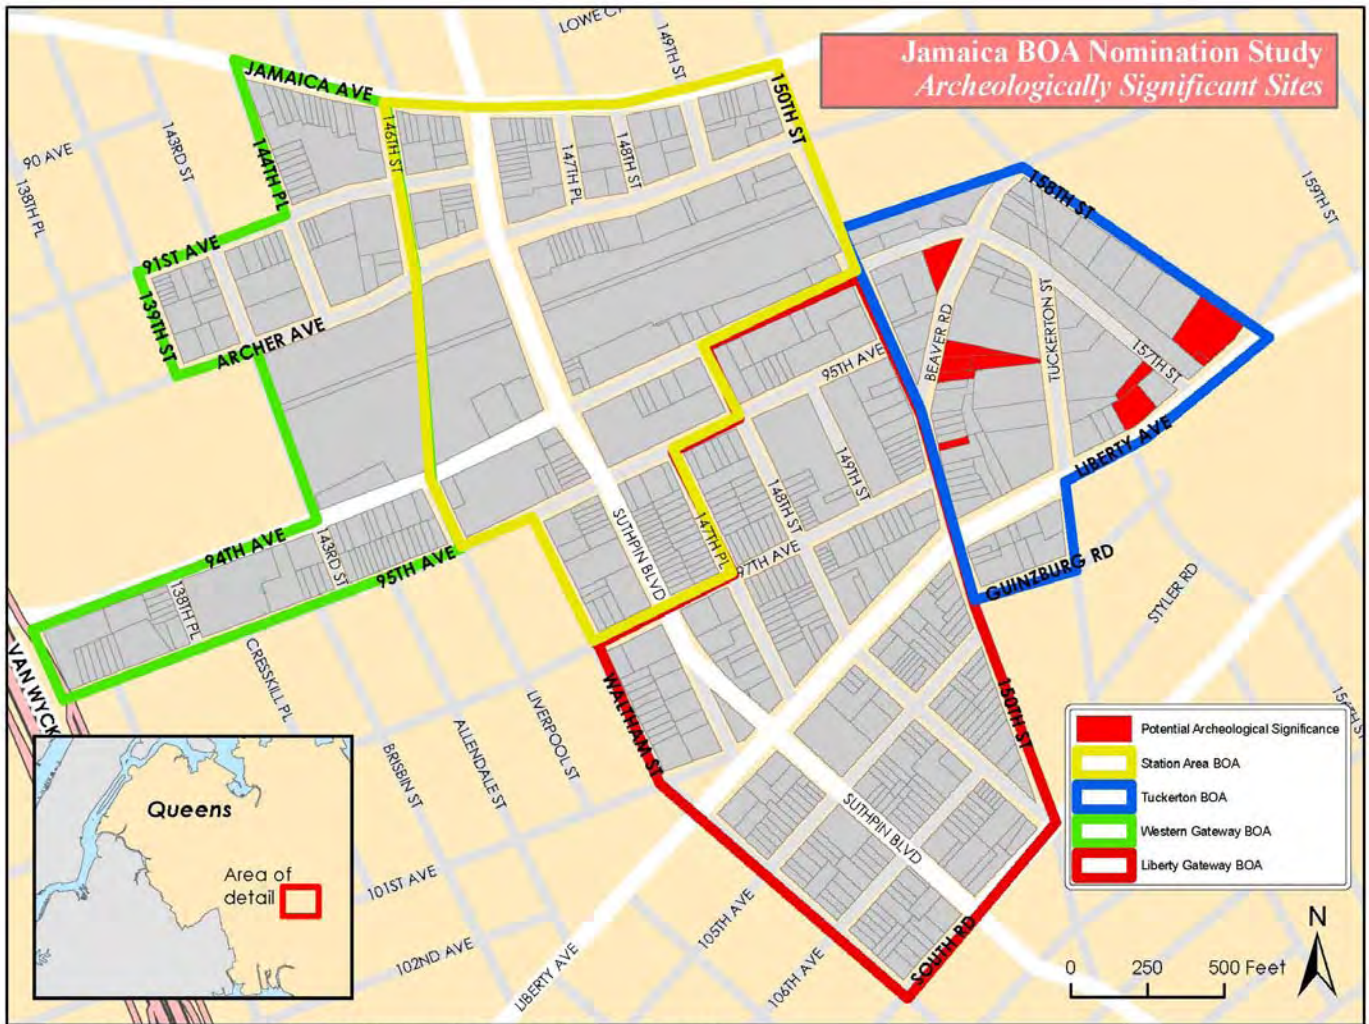 LOWE C
Jamaica BOA Nomination Study
Archeologically Significant Sites
149TH ST
JAMAICA AVE
150TH ST
146TH ST
143RD ST
90 AVE
138TH PL
144TH PL
147TH PL
148TH ST
158TH ST
159TH ST
91ST AVE
139TH ST
ARCHER AVE
BEAVER RD
TUCKERTON ST
157TH ST
95TH AVE
149TH ST
148TH ST
LIBERTY AVE
SUTHPIN BLVD
147TH PL
97TH AVE
94TH AVE
143RD ST
95TH AVE
138TH PL
GUINZBURG RD
STYLER RD
VAN WYCK
CRESSKILL PL
BRISBIN ST
ALLENDALE ST
LIVERPOOL ST
WALTHAM ST
150TH ST
SUTHPIN BLVD
Potential Archeological Significance
Station Area BOA
Tuckerton BOA
Western Gateway BOA
Liberty Gateway BOA
Queens
Area of
detail
101ST AVE
102ND AVE
LIBERTY AVE
105TH AVE
106TH AVE
SOUTH RD
N
0 250 500 Feet